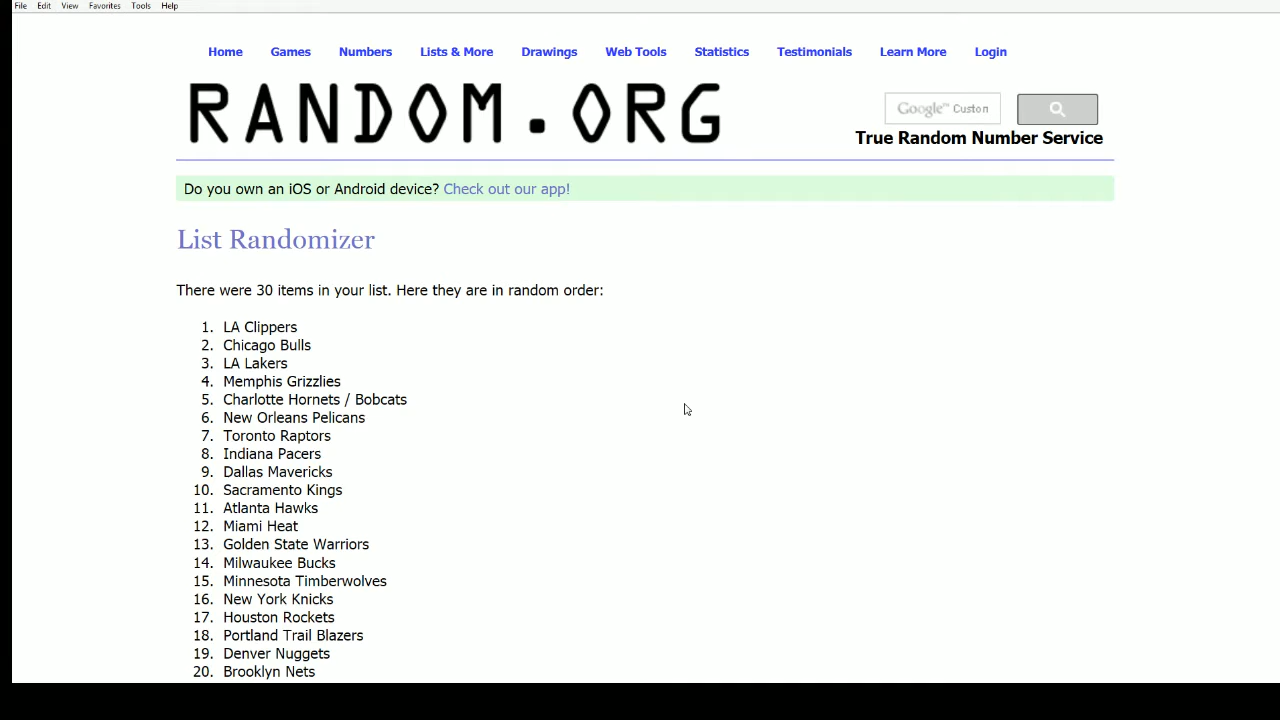 File Edit View Favorites Tools Help
Home Games Numbers Lists & More Drawings Web Tools Statistics Testimonials Learn More Login
RANDOM.ORG
Google™ Custon
True Random Number Service
Do you own an iOS or Android device? Check out our app!
List Randomizer
There were 30 items in your list. Here they are in random order:
1. LA Clippers
2. Chicago Bulls
3. LA Lakers
4. Memphis Grizzlies
5. Charlotte Hornets / Bobcats
6. New Orleans Pelicans
7. Toronto Raptors
8. Indiana Pacers
9. Dallas Mavericks
10. Sacramento Kings
11. Atlanta Hawks
12. Miami Heat
13. Golden State Warriors
14. Milwaukee Bucks
15. Minnesota Timberwolves
16. New York Knicks
17. Houston Rockets
18. Portland Trail Blazers
19. Denver Nuggets
20. Brooklyn Nets